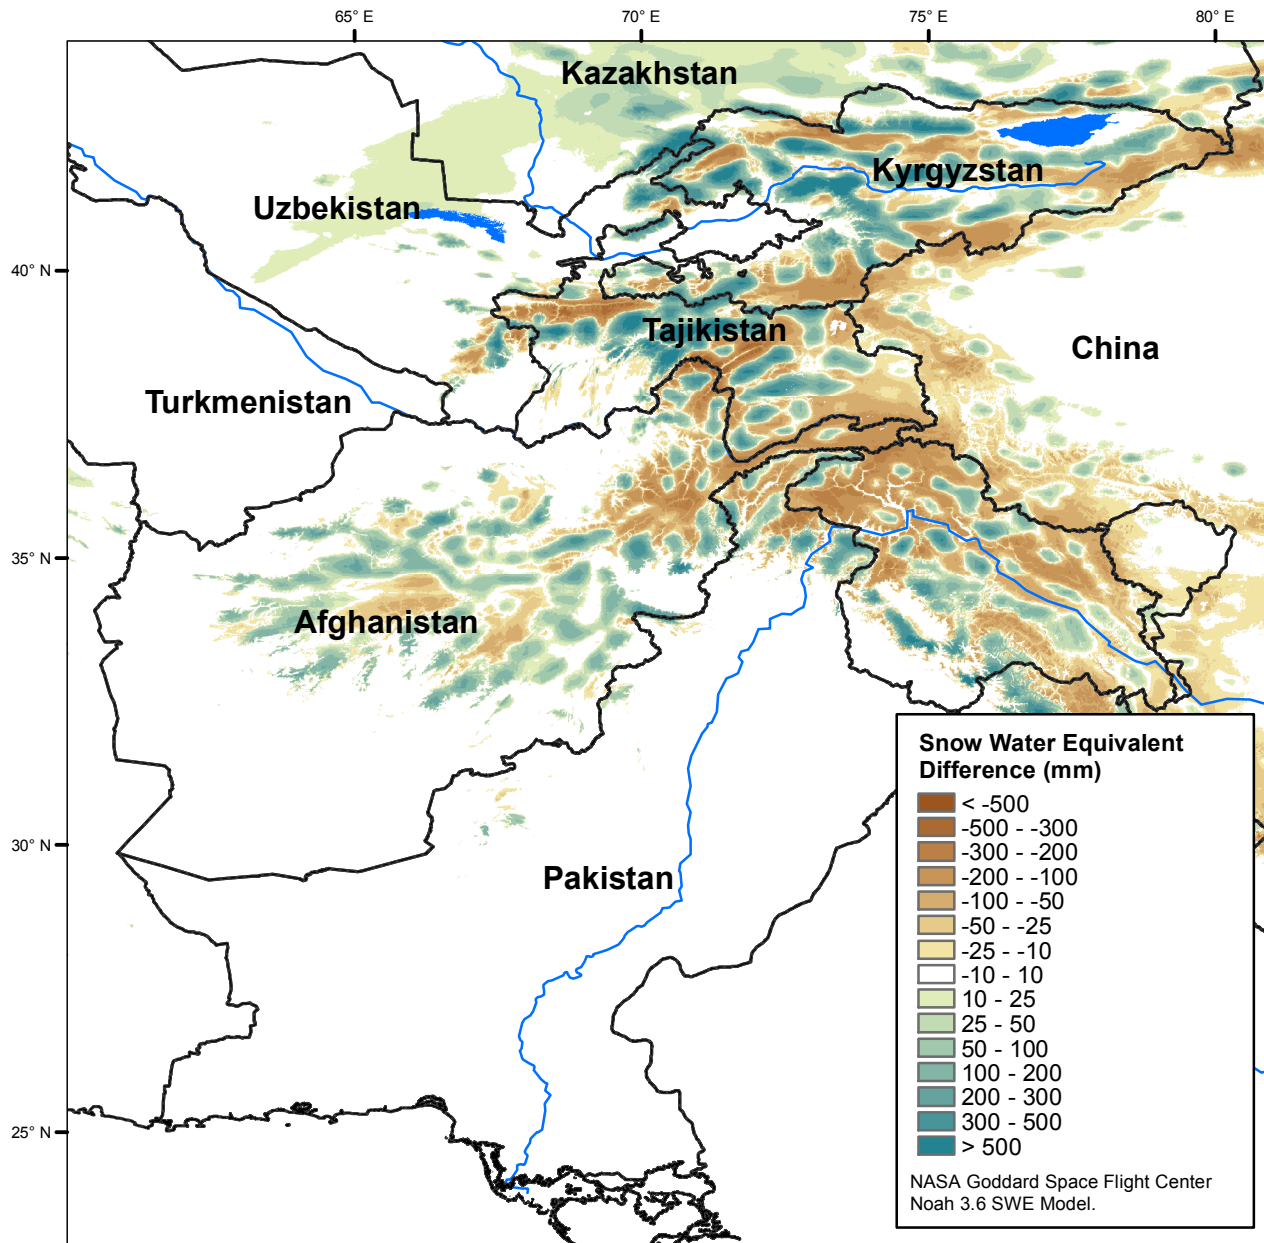 65° E
70° E
75° E
80° E
Kazakhstan
Kyrgyzstan
Uzbekistan
40° N
Tajikistan
China
Turkmenistan
35° N
Afghanistan
Snow Water Equivalent
Difference (mm)
< -500
-500 - -300
-300 - -200
-200 - -100
-100 - -50
-50 - -25
-25 - -10
-10 - 10
10 - 25
25 - 50
50 - 100
100 - 200
200 - 300
300 - 500
> 500
NASA Goddard Space Flight Center
Noah 3.6 SWE Model.
30° N
Pakistan
25° N